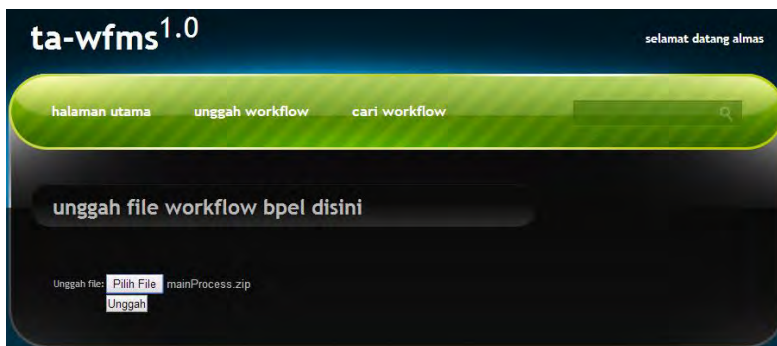 ta-wfms1.0
selamat datang almas
halaman utama unggah workflow cari workflow
unggah file workflow bpel disini
Unggah file: Pilih File mainProcess.zip
Unggah